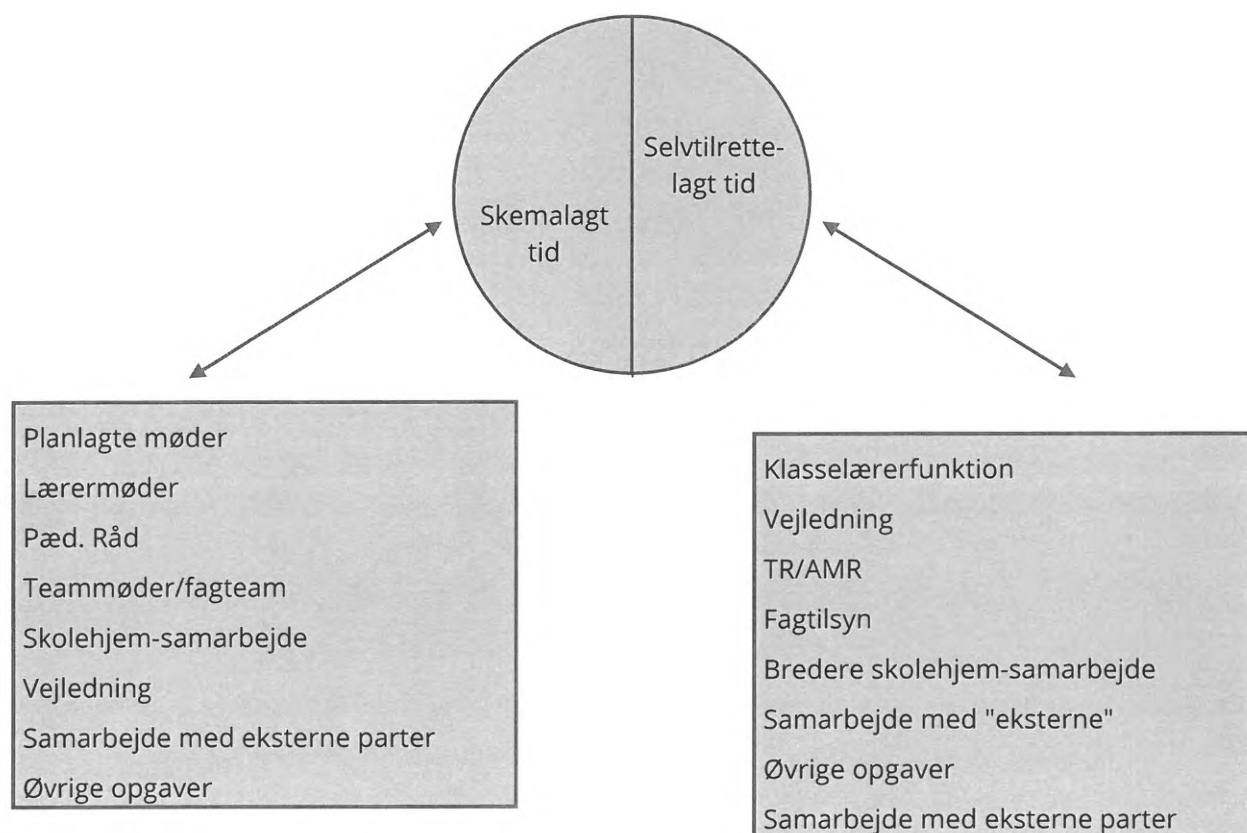 Selvtilrette-
lagt tid
Skemalagt
tid
Planlagte møder
Lærermøder
Pæd. Råd
Teammøder/fagteam
Skolehjem-samarbejde
Vejledning
Samarbejde med eksterne parter
Øvrige opgaver
Klasselærerfunktion
Vejledning
TR/AMR
Fagtilsyn
Bredere skolehjem-samarbejde
Samarbejde med "eksterne"
Øvrige opgaver
Samarbejde med eksterne parter